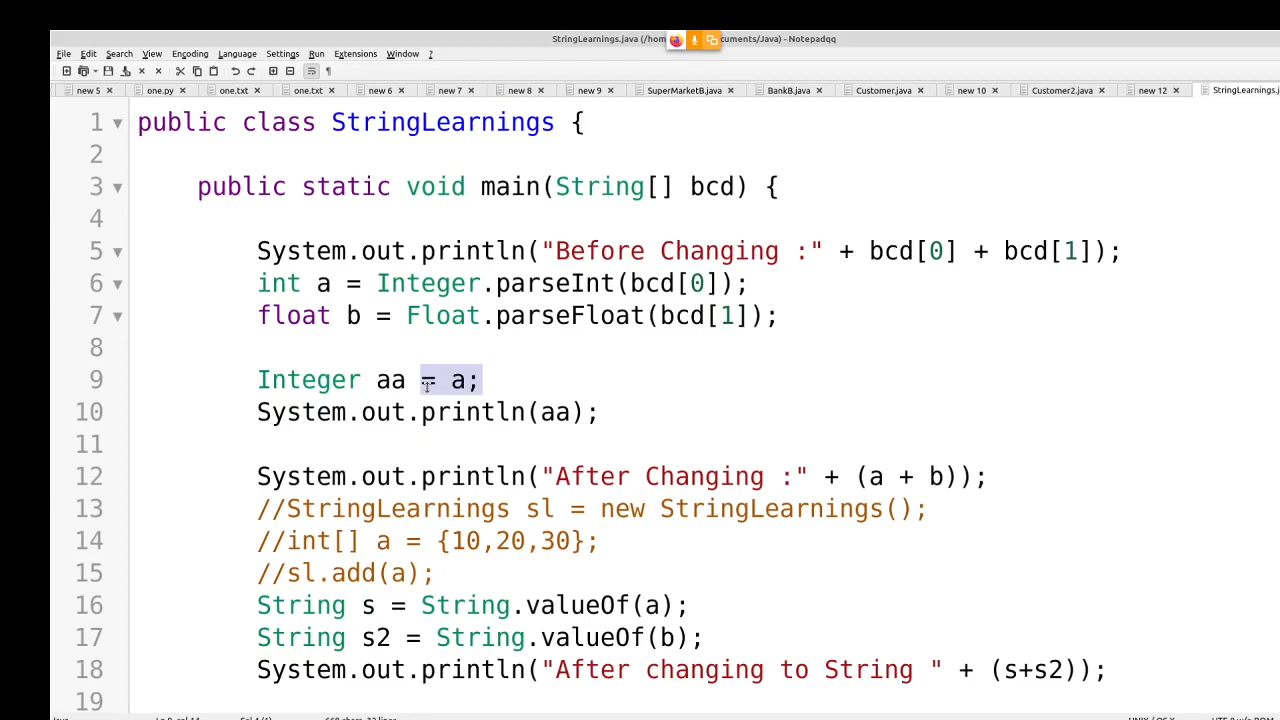 StringLearnings.java (/hom cuments/Java) - Notepadqq
File Edit Search View Encoding Language Settings Run Extensions Window ?
new 5 one.py one.txt one.txt new 6 new 7 new 8 new 9 SuperMarketB.java BankB.java Customer.java new 10 Customer2.java new 12 StringLearnings.j
1 public class StringLearnings {
2
3 public static void main(String[] bcd) {
4
5 System.out.println("Before Changing :" + bcd[0] + bcd[1]);
6 int a = Integer.parseInt(bcd[0]);
7 float b = Float.parseFloat(bcd[1]);
8
9 Integer aa = a;
10 System.out.println(aa);
11
12 System.out.println("After Changing :" + (a + b));
13 //StringLearnings sl = new StringLearnings();
14 //int[] a = {10,20,30};
15 //sl.add(a);
16 String s = String.valueOf(a);
17 String s2 = String.valueOf(b);
18 System.out.println("After changing to String " + (s+s2));
19